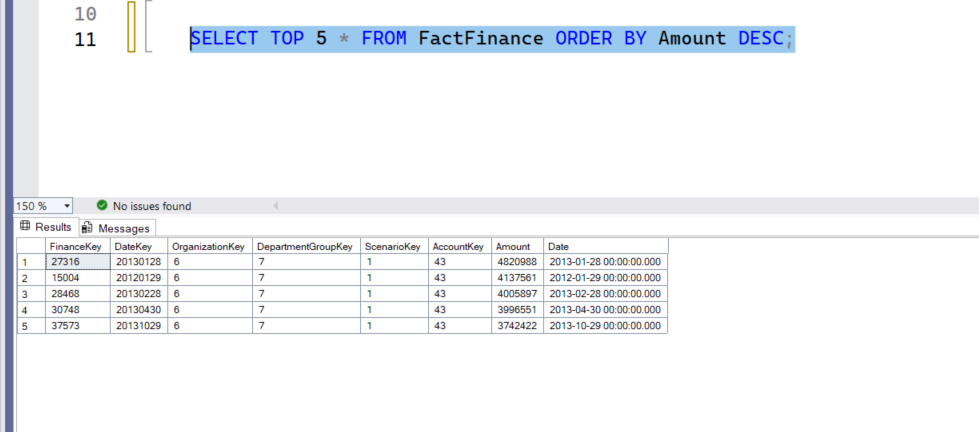 10
11 SELECT TOP 5 * FROM FactFinance ORDER BY Amount DESC;
150 % No issues found
Results Messages
FinanceKey DateKey OrganizationKey DepartmentGroupKey ScenarioKey AccountKey Amount Date
1 27316 20130128 6 7 1 43 4820988 2013-01-28 00:00:00.000
2 15004 20120129 6 7 1 43 4137561 2012-01-29 00:00:00.000
3 28468 20130228 6 7 1 43 4005897 2013-02-28 00:00:00.000
4 30748 20130430 6 7 1 43 3996551 2013-04-30 00:00:00.000
5 37573 20131029 6 7 1 43 3742422 2013-10-29 00:00:00.000